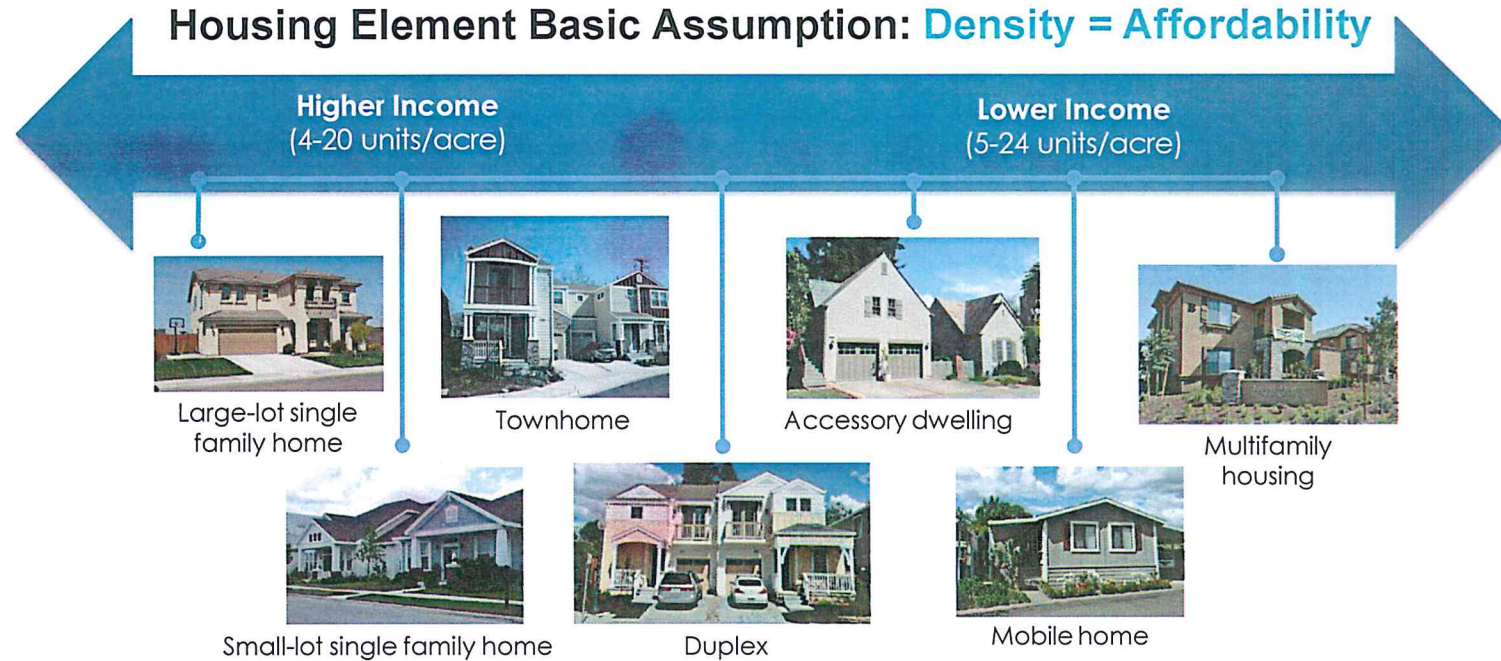 Housing Element Basic Assumption: Density = Affordability
Higher Income
(4-20 units/acre)
Lower Income
(5-24 units/acre)
Large-lot single
family home
Townhome
Accessory dwelling
Multifamily
housing
Small-lot single family home
Duplex
Mobile home